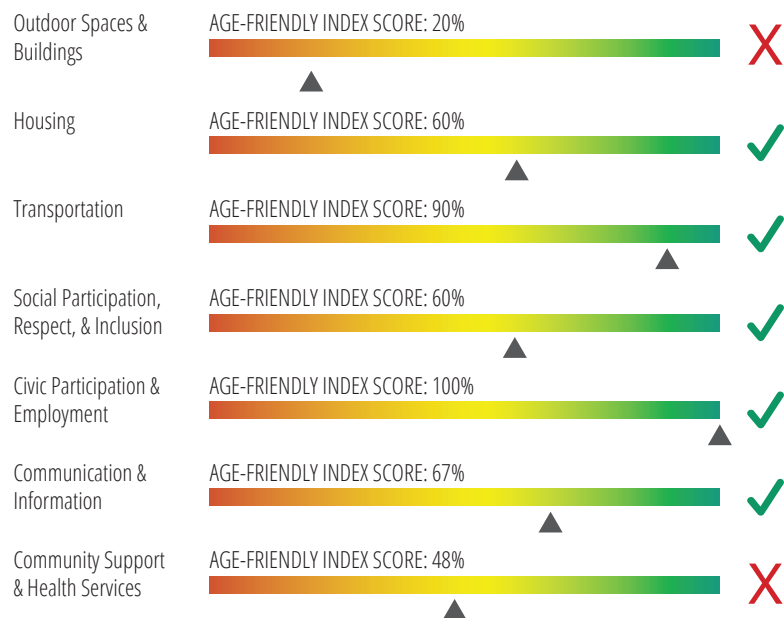 Outdoor Spaces &
Buildings
AGE-FRIENDLY INDEX SCORE: 20%
Housing
AGE-FRIENDLY INDEX SCORE: 60%
Transportation
AGE-FRIENDLY INDEX SCORE: 90%
Social Participation,
Respect, & Inclusion
AGE-FRIENDLY INDEX SCORE: 60%
Civic Participation &
Employment
AGE-FRIENDLY INDEX SCORE: 100%
Communication &
Information
AGE-FRIENDLY INDEX SCORE: 67%
Community Support
& Health Services
AGE-FRIENDLY INDEX SCORE: 48%